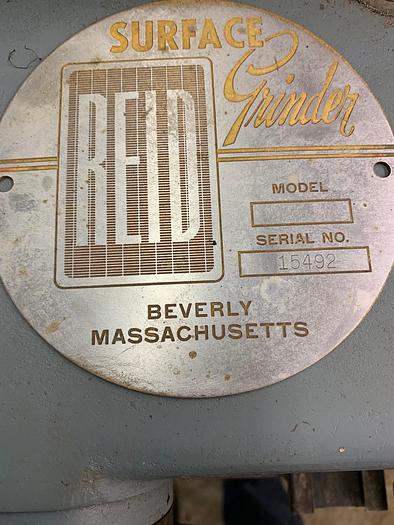 SURFACE
Grinder
REID
MODEL
SERIAL NO.
15492
BEVERLY
MASSACHUSETTS